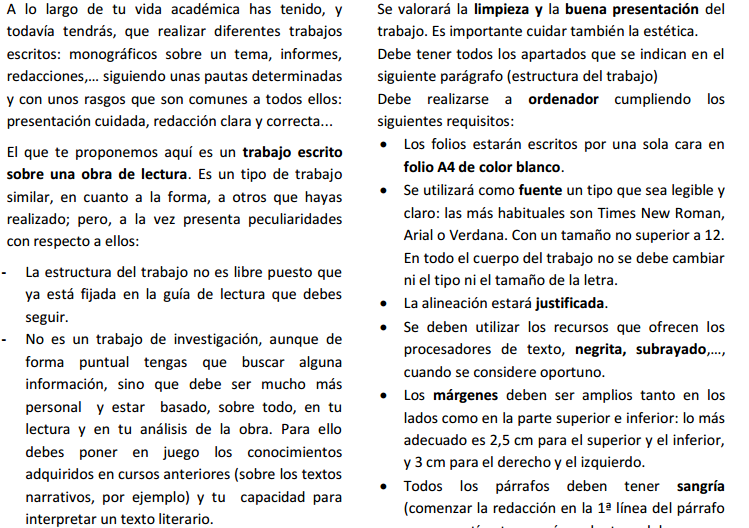 A lo largo de tu vida académica has tenido, y
todavía tendrás, que realizar diferentes trabajos
escritos: monográficos sobre un tema, informes,
redacciones,... siguiendo unas pautas determinadas
y con unos rasgos que son comunes a todos ellos:
presentación cuidada, redacción clara y correcta...
El que te proponemos aquí es un trabajo escrito
sobre una obra de lectura. Es un tipo de trabajo
similar, en cuanto a la forma, a otros que hayas
realizado; pero, a la vez presenta peculiaridades
con respecto a ellos:
- La estructura del trabajo no es libre puesto que
ya está fijada en la guía de lectura que debes
seguir.
- No es un trabajo de investigación, aunque de
forma puntual tengas que buscar alguna
información, sino que debe ser mucho más
personal y estar basado, sobre todo, en tu
lectura y en tu análisis de la obra. Para ello
debes poner en juego los conocimientos
adquiridos en cursos anteriores (sobre los textos
narrativos, por ejemplo) y tu capacidad para
interpretar un texto literario.
Se valorará la limpieza y la buena presentación del
trabajo. Es importante cuidar también la estética.
Debe tener todos los apartados que se indican en el
siguiente parágrafo (estructura del trabajo)
Debe realizarse a ordenador cumpliendo los
siguientes requisitos:
• Los folios estarán escritos por una sola cara en
folio A4 de color blanco.
• Se utilizará como fuente un tipo que sea legible y
claro: las más habituales son Times New Roman,
Arial o Verdana. Con un tamaño no superior a 12.
En todo el cuerpo del trabajo no se debe cambiar
ni el tipo ni el tamaño de la letra.
• La alineación estará justificada.
• Se deben utilizar los recursos que ofrecen los
procesadores de texto, negrita, subrayado,...,
cuando se considere oportuno.
• Los márgenes deben ser amplios tanto en los
lados como en la parte superior e inferior: lo más
adecuado es 2,5 cm para el superior y el inferior,
y 3 cm para el derecho y el izquierdo.
• Todos los párrafos deben tener sangría
(comenzar la redacción en la 1ª línea del párrafo